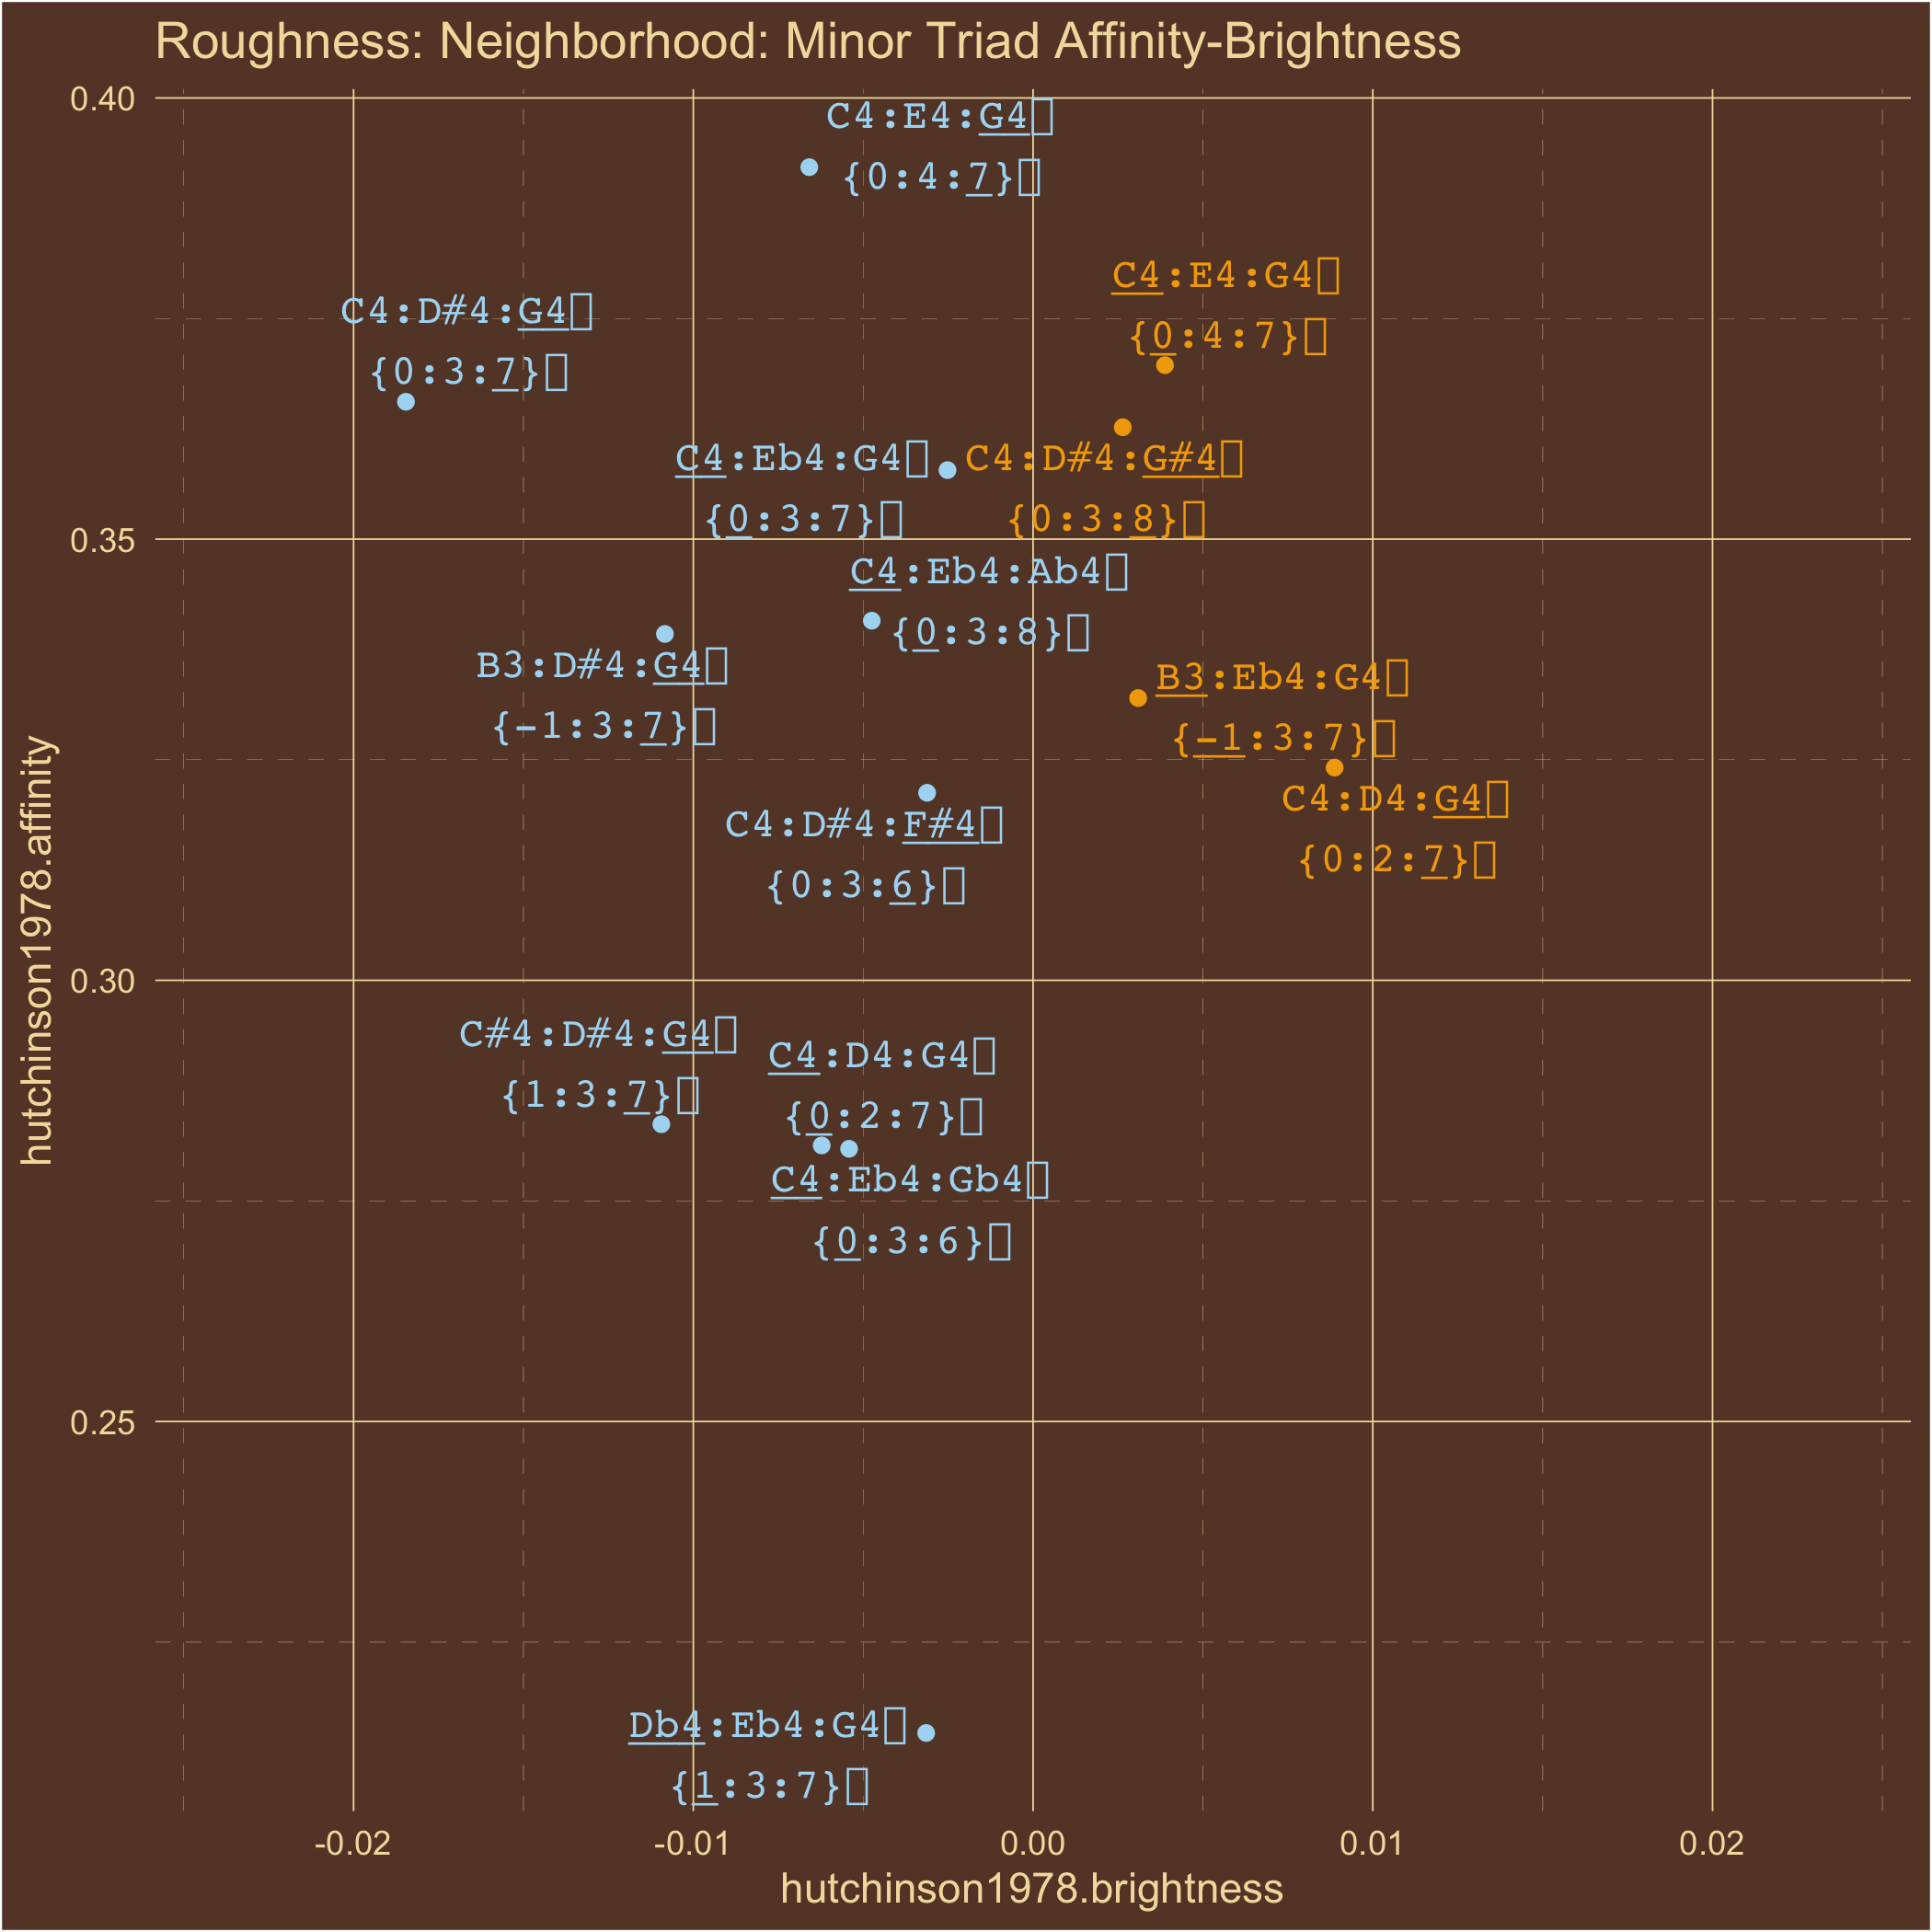 Roughness: Neighborhood: Minor Triad Affinity-Brightness
0.40
C4:E4:G4
{0:4:7}
C4:E4:G4
{0:4:7}
C4:D#4:G4
{0:3:7}
C4:Eb4:G4
{0:3:7}
C4:D#4:G#4
{0:3:8}
0.35
C4:Eb4:Ab4
{0:3:8}
B3:D#4:G4
{-1:3:7}
B3:Eb4:G4
{-1:3:7}
C4:D4:G4
{0:2:7}
C4:D#4:F#4
{0:3:6}
0.30
C#4:D#4:G4
{1:3:7}
C4:D4:G4
{0:2:7}
C4:Eb4:Gb4
{0:3:6}
0.25
Db4:Eb4:G4
{1:3:7}
hutchinson1978.affinity
-0.02
-0.01
0.00
0.01
0.02
hutchinson1978.brightness